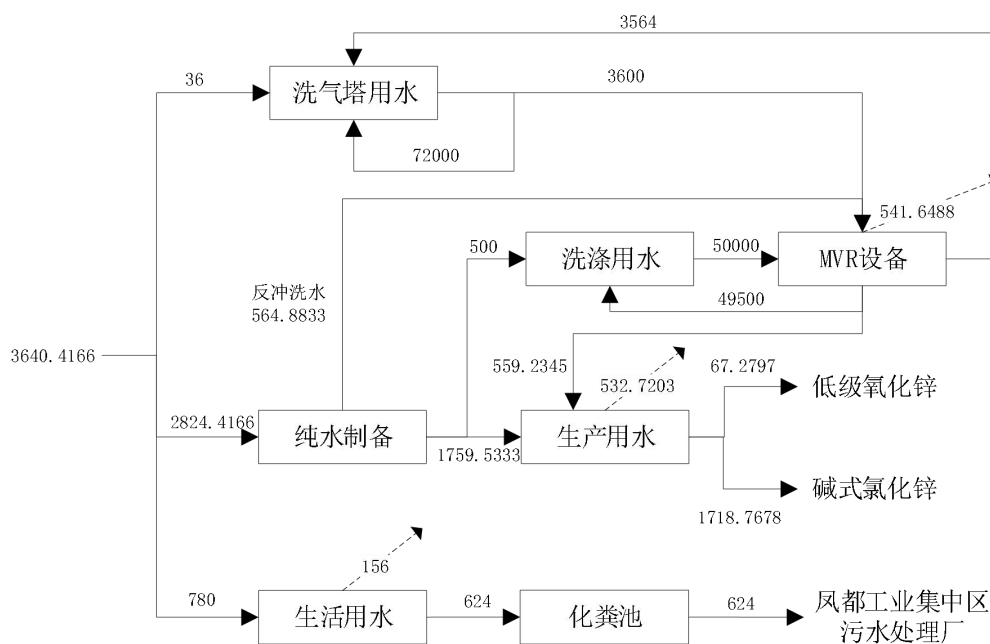 3564
36
洗气塔用水
3600
72000
541.6488
500
洗涤用水
50000
MVR设备
反冲洗水
564.8833
49500
3640.4166
559.2345
532.7203
67.2797
低级氧化锌
2824.4166
纯水制备
1759.5333
生产用水
碱式氯化锌
1718.7678
156
780
生活用水
624
化粪池
624
凤都工业集中区
污水处理厂